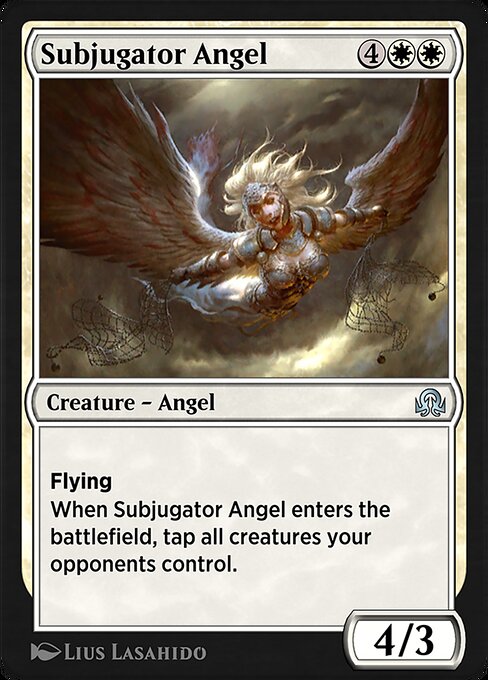 Subjugator Angel 4
Creature – Angel
Flying
When Subjugator Angel enters the
battlefield, tap all creatures your
opponents control.
4/3
Lius Lasahido